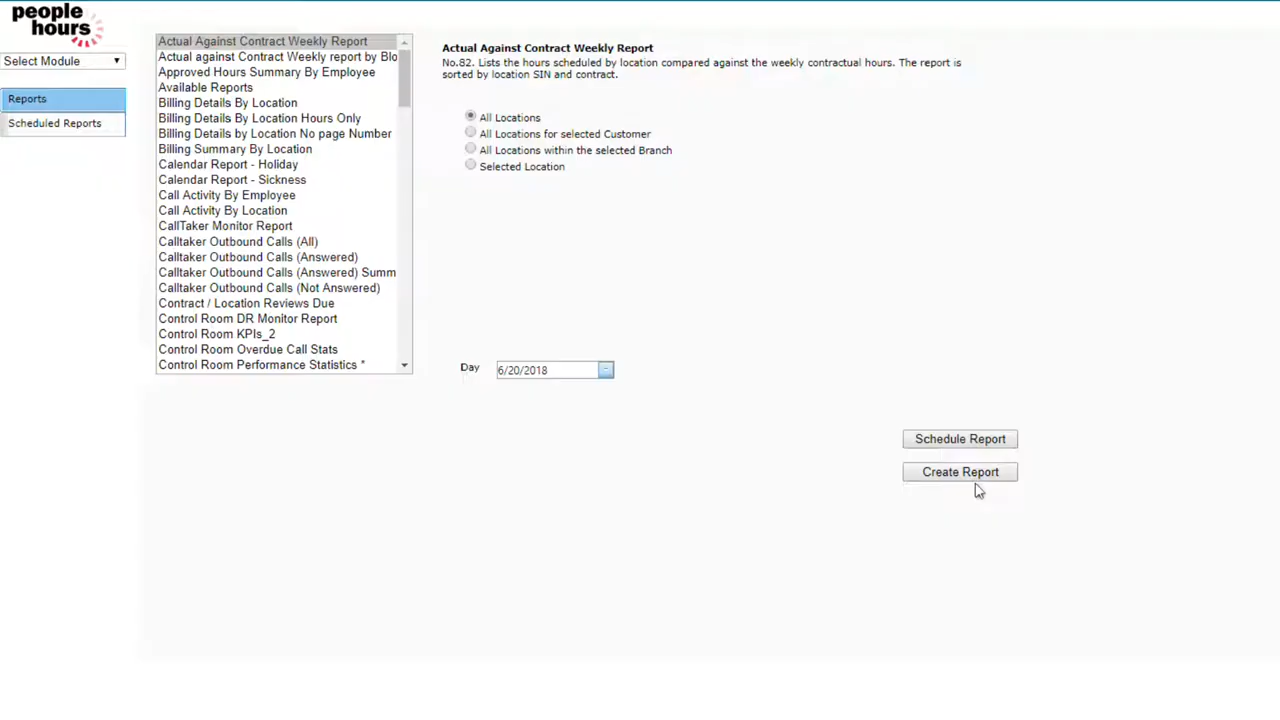 people
hours
Select Module
Reports
Scheduled Reports
Actual Against Contract Weekly Report
Actual against Contract Weekly report by Blo
Approved Hours Summary By Employee
Available Reports
Billing Details By Location
Billing Details By Location Hours Only
Billing Details by Location No page Number
Billing Summary By Location
Calendar Report - Holiday
Calendar Report - Sickness
Call Activity By Employee
Call Activity By Location
CallTaker Monitor Report
Calltaker Outbound Calls (All)
Calltaker Outbound Calls (Answered)
Calltaker Outbound Calls (Answered) Summ
Calltaker Outbound Calls (Not Answered)
Contract / Location Reviews Due
Control Room DR Monitor Report
Control Room KPIs_2
Control Room Overdue Call Stats
Control Room Performance Statistics *
Actual Against Contract Weekly Report
No.82. Lists the hours scheduled by location compared against the weekly contractual hours. The report is
sorted by location SIN and contract.
All Locations
All Locations for selected Customer
All Locations within the selected Branch
Selected Location
Day 6/20/2018
Schedule Report
Create Report